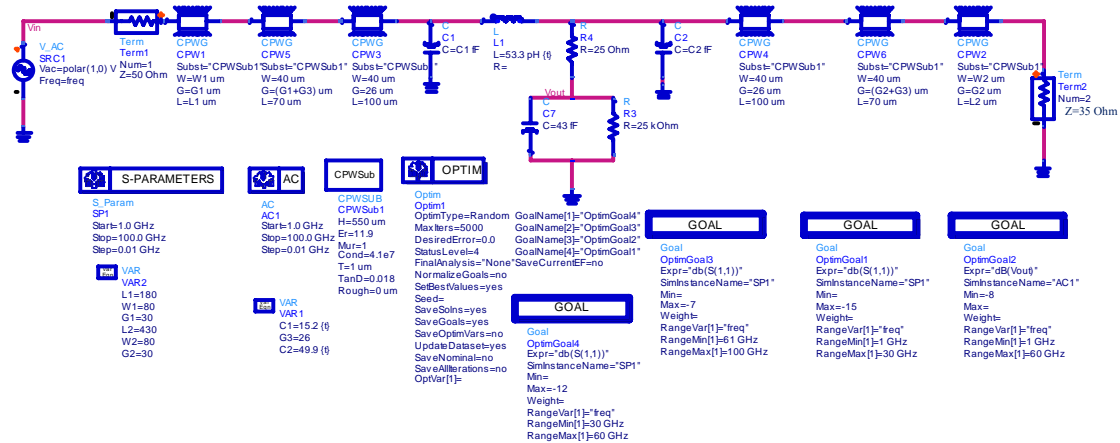 Vin
V_AC
SRC1
Vac=polar(1,0) V
Freq=freq
Term
Term1
Num=1
Z=50 Ohm
CPWG
CPW1
Subst="CPWSub1"
W=W1 um
G=G1 um
L=L1 um
CPWG
CPW5
Subst="CPWSub1"
W=40 um
G=(G1+G3) um
L=70 um
CPWG
CPW3
Subst="CPWSub1"
W=40 um
G=26 um
L=100 um
C
C1
C=C1 fF
L
L1
L=53.3 pH {t}
R=
R
R4
R=25 Ohm
Vout
C
C7
C=43 fF
R
R3
R=25 kOhm
C
C2
C=C2 fF
CPWG
CPW4
Subst="CPWSub1"
W=40 um
G=26 um
L=100 um
CPWG
CPW6
Subst="CPWSub1"
W=40 um
G=(G2+G3) um
L=70 um
CPWG
CPW2
Subst="CPWSub1"
W=W2 um
G=G2 um
L=L2 um
Term
Term2
Num=2
Z=35 Ohm
S-PARAMETERS
S_Param
SP1
Start=1.0 GHz
Stop=100.0 GHz
Step=0.01 GHz
VAR
VAR2
L1=180
W1=80
G1=30
L2=430
W2=80
G2=30
AC
AC
AC1
Start=1.0 GHz
Stop=100.0 GHz
Step=0.01 GHz
VAR
VAR1
C1=15.2 {t}
G3=26
C2=49.9 {t}
CPWSub
CPWSUB
CPWSub1
H=550 um
Er=11.9
Mur=1
Cond=4.1e7
T=1 um
TanD=0.018
Rough=0 um
OPTIM
Optim
Optim1
OptimType=Random
MaxIters=5000
DesiredError=0.0
StatusLevel=4
FinalAnalysis="None"
NormalizeGoals=no
SetBestValues=yes
Seed=
SaveSolns=yes
SaveGoals=yes
SaveOptimVars=no
UpdateDataset=yes
SaveNominal=no
SaveAllIterations=no
OptVar[1]=
GoalName[1]="OptimGoal4"
GoalName[2]="OptimGoal3"
GoalName[3]="OptimGoal2"
GoalName[4]="OptimGoal1"
SaveCurrentEF=no
GOAL
Goal
OptimGoal4
Expr="db(S(1,1))"
SimInstanceName="SP1"
Min=
Max=-12
Weight=
RangeVar[1]="freq"
RangeMin[1]=30 GHz
RangeMax[1]=60 GHz
GOAL
Goal
OptimGoal3
Expr="db(S(1,1))"
SimInstanceName="SP1"
Min=
Max=-7
Weight=
RangeVar[1]="freq"
RangeMin[1]=61 GHz
RangeMax[1]=100 GHz
GOAL
Goal
OptimGoal1
Expr="db(S(1,1))"
SimInstanceName="SP1"
Min=
Max=-15
Weight=
RangeVar[1]="freq"
RangeMin[1]=1 GHz
RangeMax[1]=30 GHz
GOAL
Goal
OptimGoal2
Expr="dB(Vout)"
SimInstanceName="AC1"
Min=-8
Max=
Weight=
RangeVar[1]="freq"
RangeMin[1]=1 GHz
RangeMax[1]=60 GHz